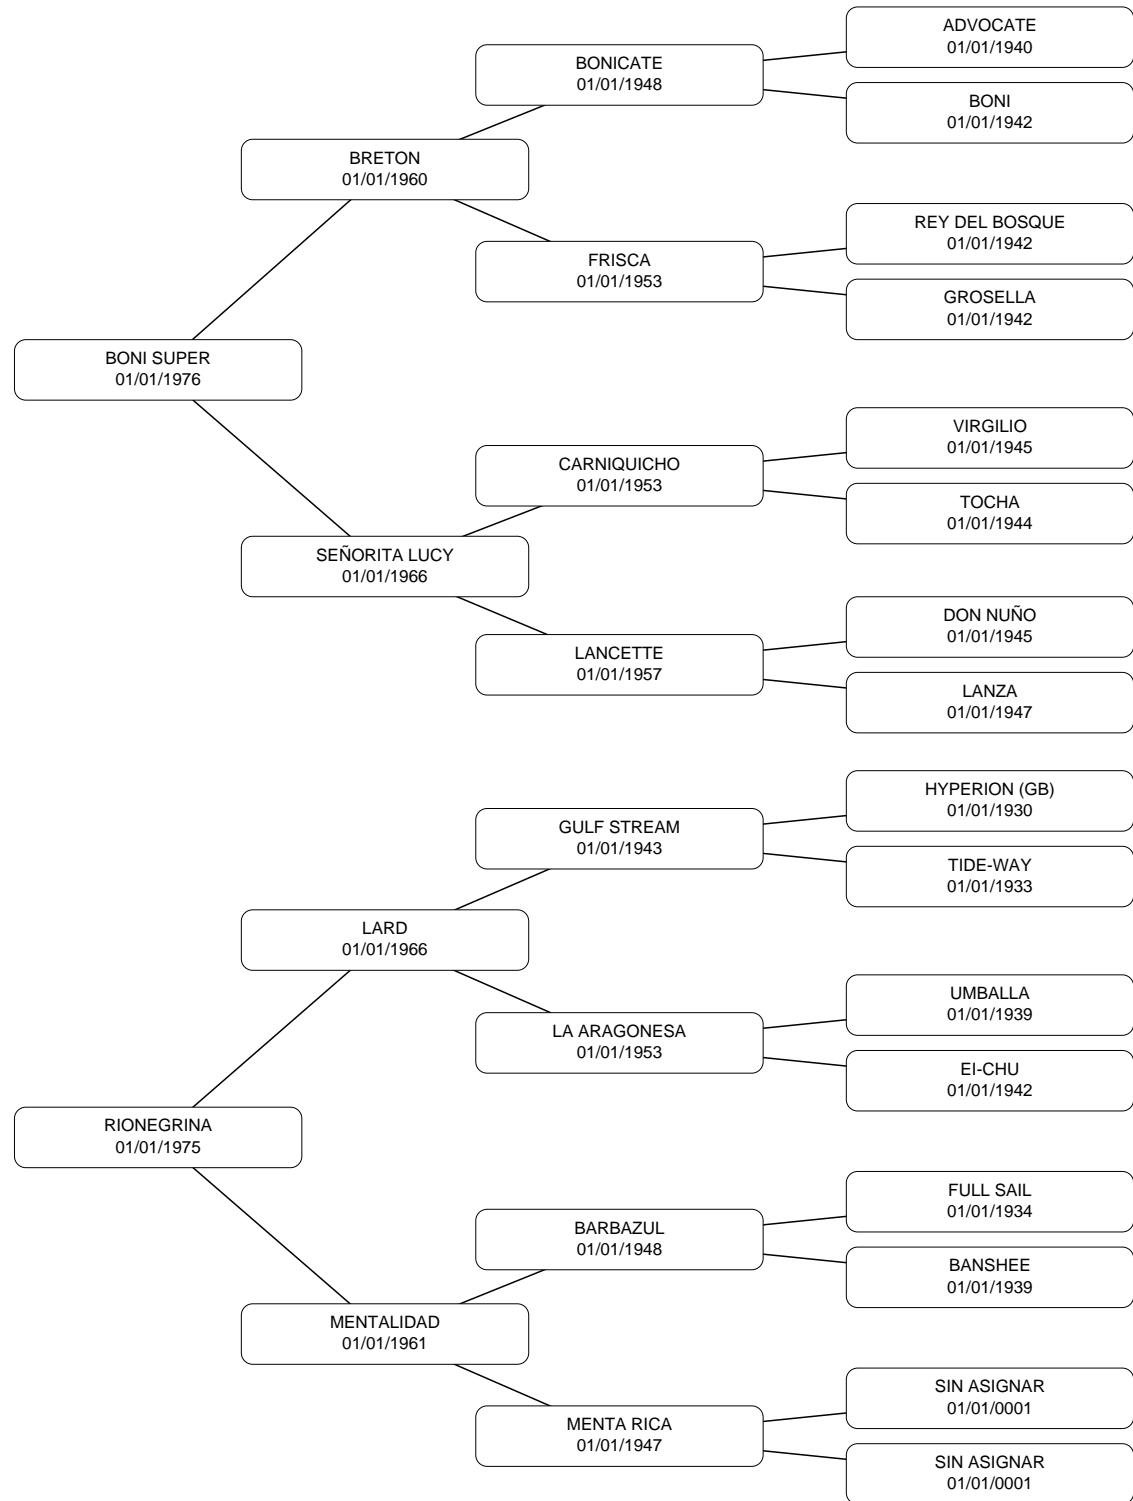 ADVOCATE
01/01/1940
BONICATE
01/01/1948
BONI
01/01/1942
BRETON
01/01/1960
REY DEL BOSQUE
01/01/1942
FRISCA
01/01/1953
GROSELLA
01/01/1942
BONI SUPER
01/01/1976
VIRGILIO
01/01/1945
CARNIQUICHO
01/01/1953
TOCHA
01/01/1944
SEÑORITA LUCY
01/01/1966
DON NUÑO
01/01/1945
LANCETTE
01/01/1957
LANZA
01/01/1947
HYPERION (GB)
01/01/1930
GULF STREAM
01/01/1943
TIDE-WAY
01/01/1933
LARD
01/01/1966
UMBALLA
01/01/1939
LA ARAGONESA
01/01/1953
EI-CHU
01/01/1942
RIONEGRINA
01/01/1975
FULL SAIL
01/01/1934
BARBAZUL
01/01/1948
BANSHEE
01/01/1939
MENTALIDAD
01/01/1961
SIN ASIGNAR
01/01/0001
MENTA RICA
01/01/1947
SIN ASIGNAR
01/01/0001